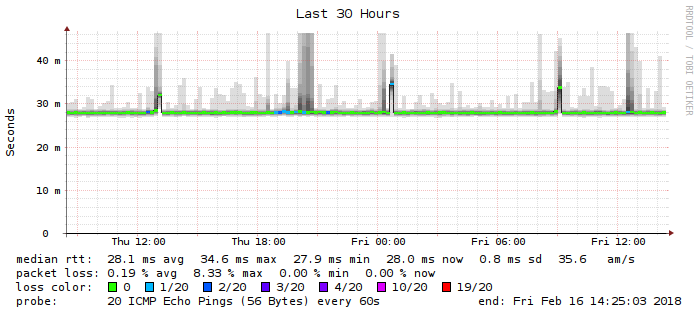 Last 30 Hours
RRDTOOL / TOBI OETIKER
Seconds
40 m
30 m
20 m
10 m
0
Thu 12:00 Thu 18:00 Fri 00:00 Fri 06:00 Fri 12:00
median rtt: 28.1 ms avg 34.6 ms max 27.9 ms min 28.0 ms now 0.8 ms sd 35.6 am/s
packet loss: 0.19 % avg 8.33 % max 0.00 % min 0.00 % now
loss color: 0 1/20 2/20 3/20 4/20 10/20 19/20
probe: 20 ICMP Echo Pings (56 Bytes) every 60s end: Fri Feb 16 14:25:03 2018